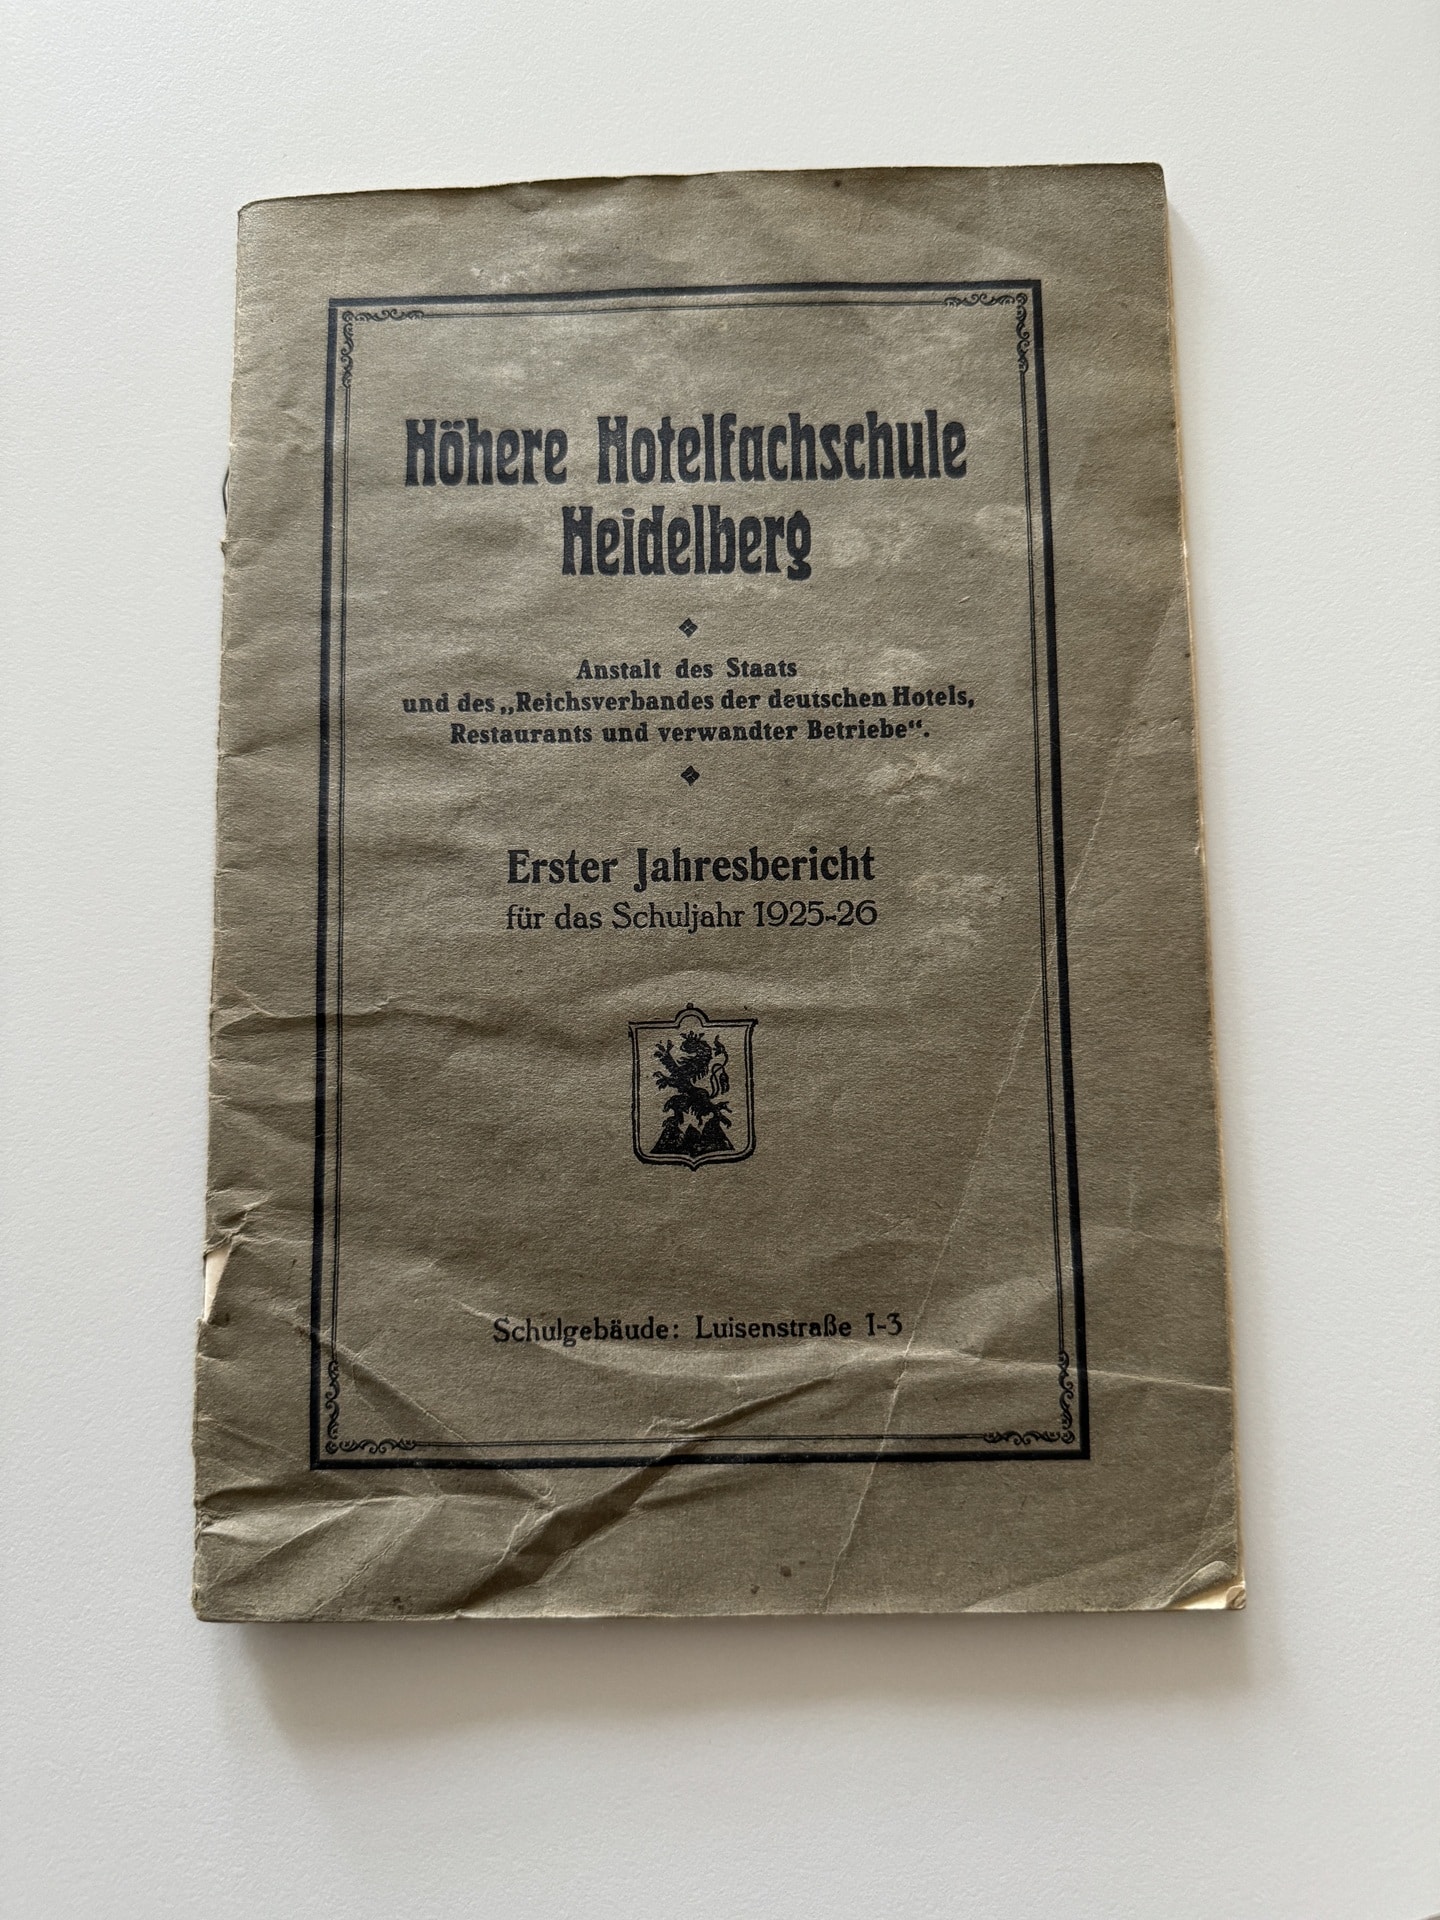 Höhere Hotelfachschule
Heidelberg
Anstalt des Staats
und des „Reichsverbandes der deutschen Hotels,
Restaurants und verwandter Betriebe“.
Erster Jahresbericht
für das Schuljahr 1925-26
Schulgebäude: Luisenstraße 1-3